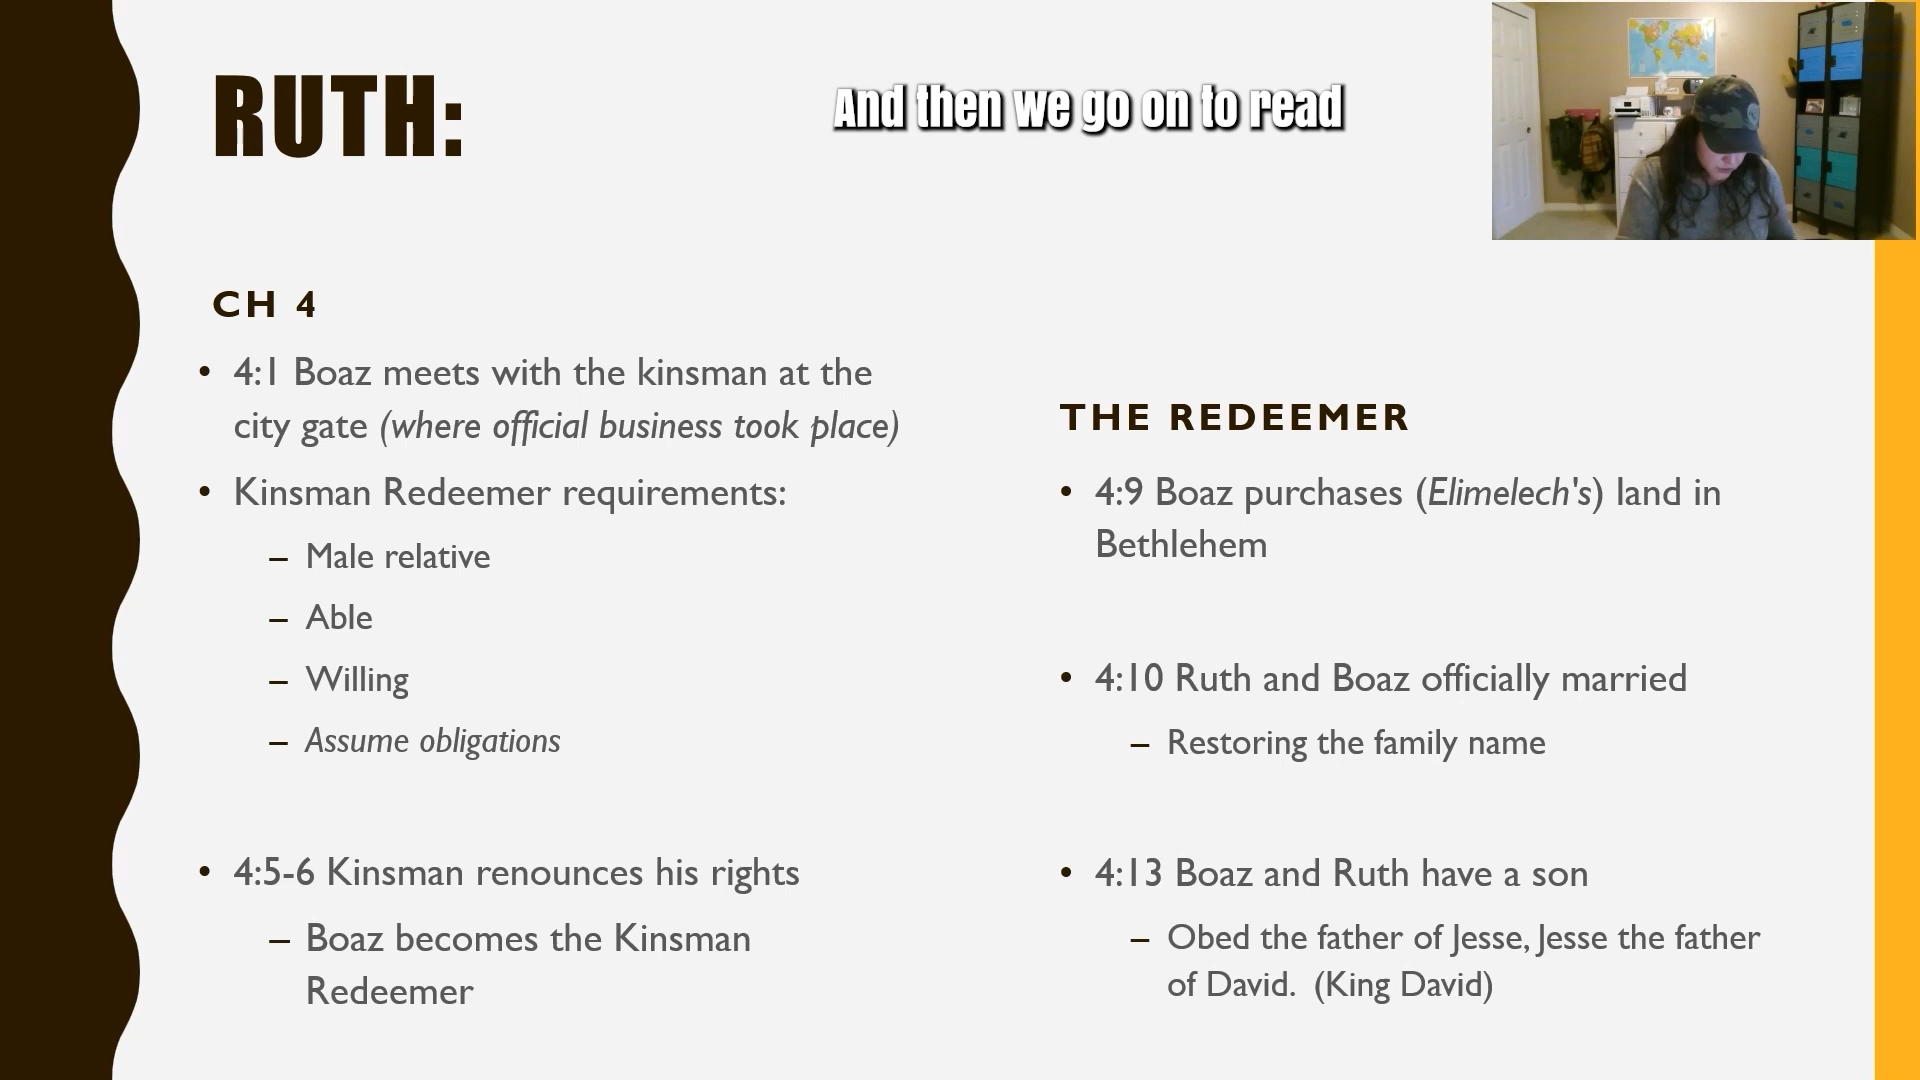 RUTH:
And then we go on to read
CH 4
• 4:1 Boaz meets with the kinsman at the
city gate (where official business took place)
• Kinsman Redeemer requirements:
– Male relative
– Able
– Willing
– Assume obligations
• 4:5-6 Kinsman renounces his rights
– Boaz becomes the Kinsman
Redeemer
THE REDEEMER
• 4:9 Boaz purchases (Elimelech's) land in
Bethlehem
• 4:10 Ruth and Boaz officially married
– Restoring the family name
• 4:13 Boaz and Ruth have a son
– Obed the father of Jesse, Jesse the father
of David.  (King David)